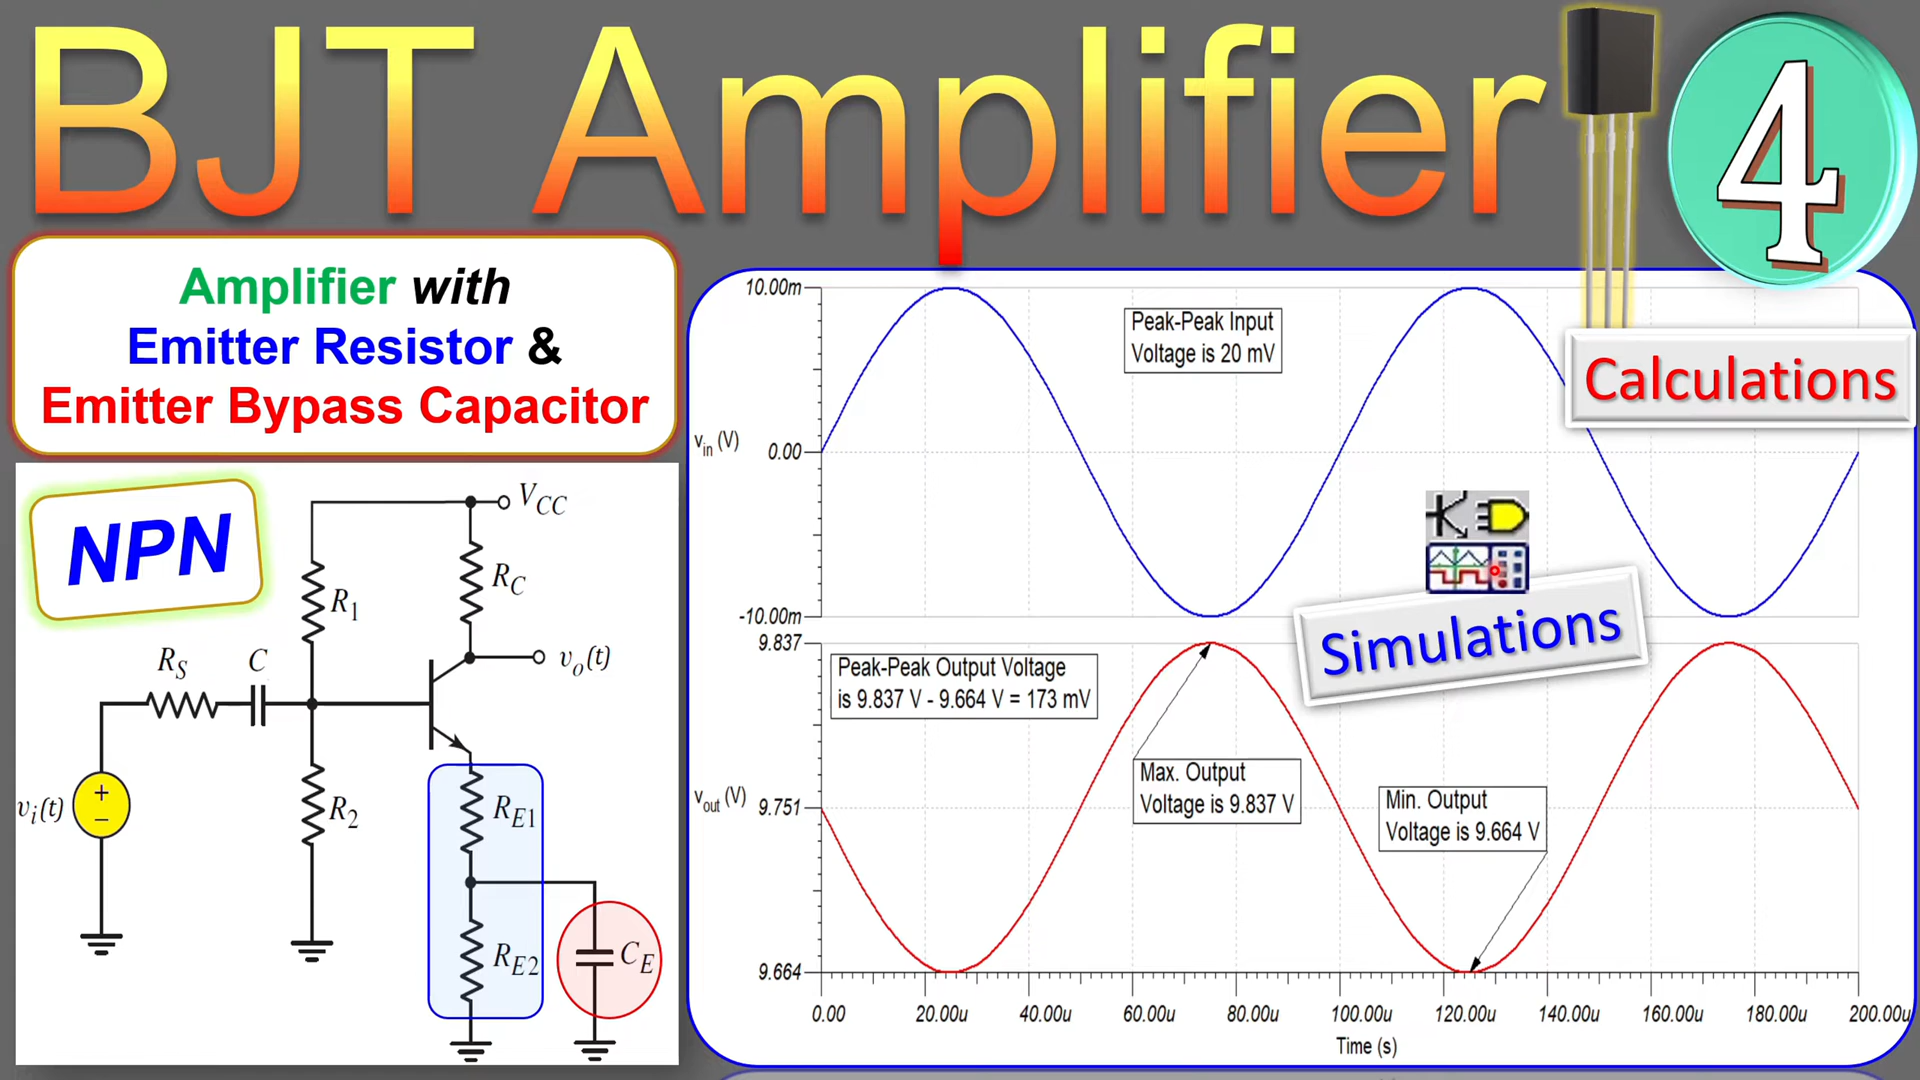 BJT Amplifier
4
Amplifier with
Emitter Resistor &
Emitter Bypass Capacitor
NPN
VCC
RC
R1
vo(t)
RS
C
vi(t)
+
−
R2
RE1
RE2
CE
10.00m
vin (V)
0.00
-10.00m
Peak-Peak Input
Voltage is 20 mV
Calculations
Simulations
9.837
vout (V)
9.751
9.664
Peak-Peak Output Voltage
is 9.837 V - 9.664 V = 173 mV
Max. Output
Voltage is 9.837 V
Min. Output
Voltage is 9.664 V
0.00 20.00u 40.00u 60.00u 80.00u 100.00u 120.00u 140.00u 160.00u 180.00u 200.00u
Time (s)